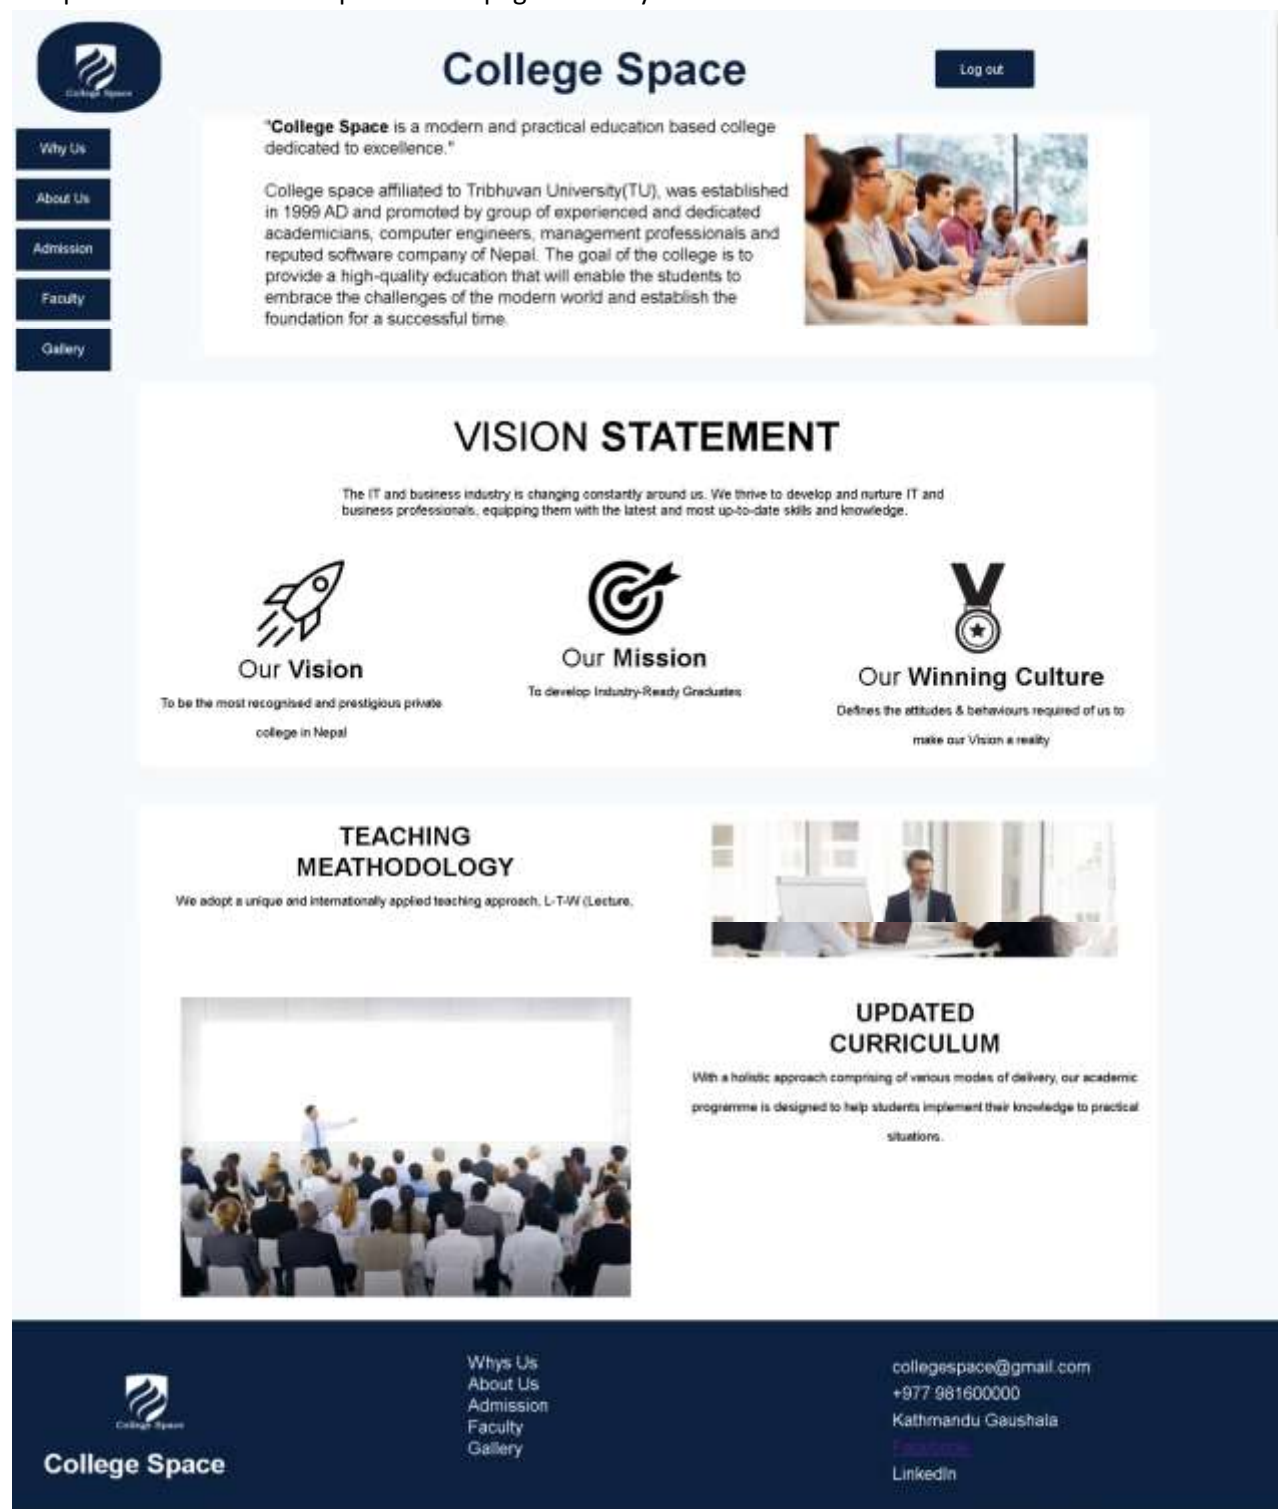 College Space
College Space
Log out
Why Us
About Us
Admission
Faculty
Gallery
"College Space is a modern and practical education based college
dedicated to excellence."
College space affiliated to Tribhuvan University(TU), was established
in 1999 AD and promoted by group of experienced and dedicated
academicians, computer engineers, management professionals and
reputed software company of Nepal. The goal of the college is to
provide a high-quality education that will enable the students to
embrace the challenges of the modern world and establish the
foundation for a successful time.
VISION STATEMENT
The IT and business industry is changing constantly around us. We thrive to develop and nurture IT and
business professionals, equipping them with the latest and most up-to-date skills and knowledge.
Our Vision
To be the most recognised and prestigious private
college in Nepal
Our Mission
To develop Industry-Ready Graduates
Our Winning Culture
Defines the attitudes & behaviours required of us to
make our Vision a reality
TEACHING
MEATHODOLOGY
We adopt a unique and internationally applied teaching approach, L-T-W (Lecture,
UPDATED
CURRICULUM
With a holistic approach comprising of various modes of delivery, our academic
programme is designed to help students implement their knowledge to practical
situations.
College Space
College Space
Whys Us
About Us
Admission
Faculty
Gallery
collegespace@gmail.com
+977 981600000
Kathmandu Gaushala
Facebook
LinkedIn